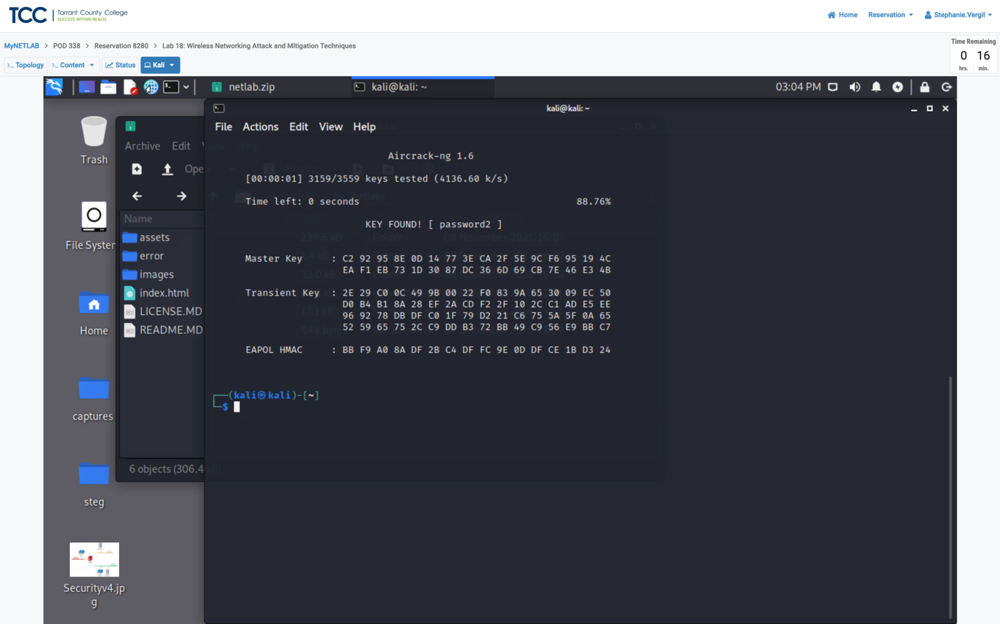 TCC | Tarrant County College
SUCCESS WITHIN REACH.
Home
Reservation
Stephanie.Vergil
MyNETLAB > POD 338 > Reservation 8280 > Lab 18: Wireless Networking Attack and Mitigation Techniques
Time Remaining
0 16
hrs. min.
>_ Topology
>_ Content
Status
Kali
netlab.zip
kali@kali: ~
03:04 PM
kali@kali: ~
File Actions Edit View Help
Trash
File System
Home
captures
steg
Securityv4.jp
g
Archive Edit
Open
Name
assets
error
images
index.html
LICENSE.MD
README.MD
6 objects (306.4
Aircrack-ng 1.6
[00:00:01] 3159/3559 keys tested (4136.60 k/s)
Time left: 0 seconds 88.76%
KEY FOUND! [ password2 ]
Master Key : C2 92 95 8E 0D 14 77 3E CA 2F 5E 9C F6 95 19 4C
EA F1 EB 73 1D 30 87 DC 36 6D 69 CB 7E 46 E3 4B
Transient Key : 2E 29 C0 0C 49 9B 00 22 F0 83 9A 65 30 09 EC 50
D0 B4 B1 8A 28 EF 2A CD F2 2F 10 2C C1 AD E5 EE
96 92 78 DB DF C0 1F 79 D2 21 C6 75 5A 5F 0A 65
52 59 65 75 2C C9 DD B3 72 BB 49 C9 56 E9 BB C7
EAPOL HMAC : BB F9 A0 8A DF 2B C4 DF FC 9E 0D DF CE 1B D3 24
(kali㉿kali)-[~]
$